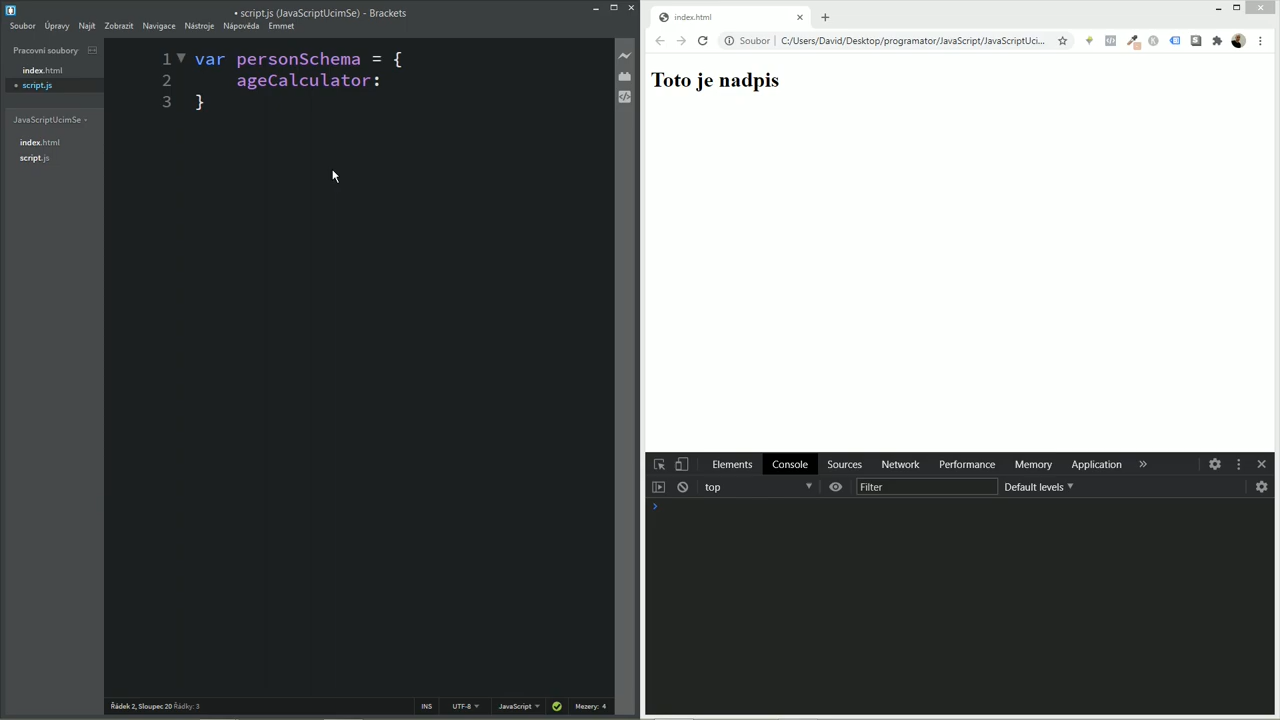 • script.js (JavaScriptUcimSe) - Brackets
Soubor Úpravy Najít Zobrazit Navigace Nástroje Nápověda Emmet
Pracovní soubory
index.html
• script.js
JavaScriptUcimSe
index.html
script.js
1 var personSchema = {
2 ageCalculator:
3 }
Řádek 2, Sloupec 20 Řádky: 3
INS UTF-8 JavaScript Mezery: 4
index.html
Soubor C:/Users/David/Desktop/programator/JavaScript/JavaScriptUci...
Toto je nadpis
Elements Console Sources Network Performance Memory Application
top Filter Default levels